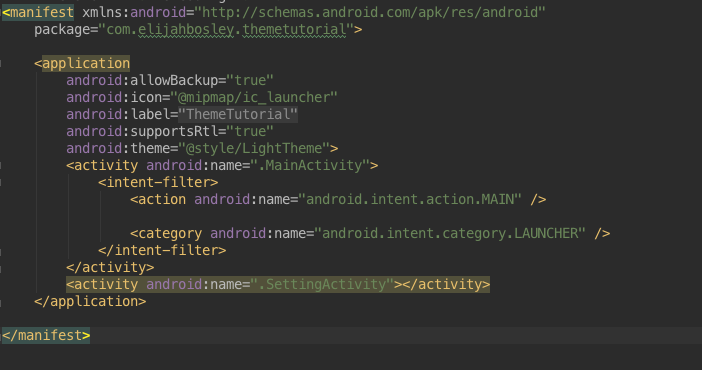 <manifest xmlns:android="http://schemas.android.com/apk/res/android"
package="com.elijahbosley.themetutorial">
<application
android:allowBackup="true"
android:icon="@mipmap/ic_launcher"
android:label="ThemeTutorial"
android:supportsRtl="true"
android:theme="@style/LightTheme">
<activity android:name=".MainActivity">
<intent-filter>
<action android:name="android.intent.action.MAIN" />
<category android:name="android.intent.category.LAUNCHER" />
</intent-filter>
</activity>
<activity android:name=".SettingActivity"></activity>
</application>
</manifest>